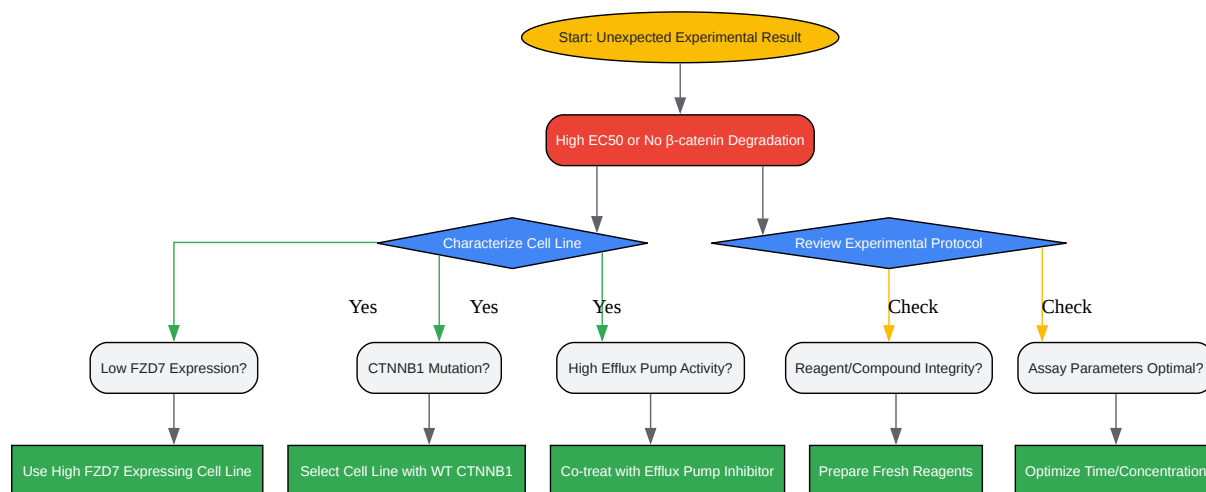 Start: Unexpected Experimental Result
High EC50 or No β-catenin Degradation
Characterize Cell Line
Review Experimental Protocol
Yes
Yes
Yes
Check
Check
Low FZD7 Expression?
CTNNB1 Mutation?
High Efflux Pump Activity?
Reagent/Compound Integrity?
Assay Parameters Optimal?
Use High FZD7 Expressing Cell Line
Select Cell Line with WT CTNNB1
Co-treat with Efflux Pump Inhibitor
Prepare Fresh Reagents
Optimize Time/Concentration